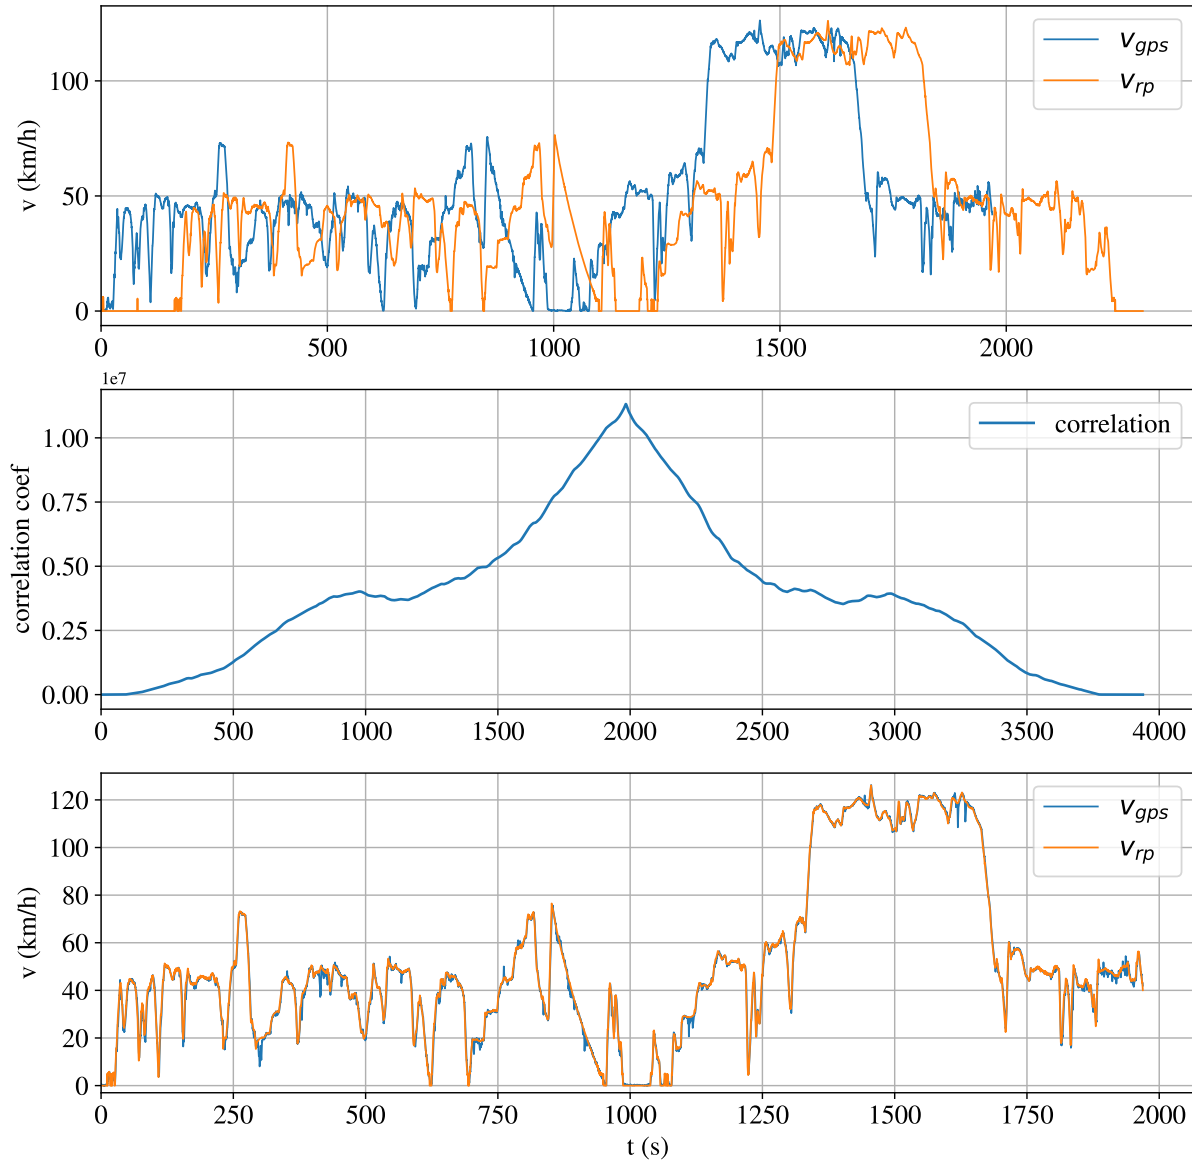 v (km/h)
100
50
0
v_gps
v_rp
0 500 1000 1500 2000
1e7
correlation coef
1.00
0.75
0.50
0.25
0.00
correlation
0 500 1000 1500 2000 2500 3000 3500 4000
v (km/h)
120
100
80
60
40
20
0
v_gps
v_rp
0 250 500 750 1000 1250 1500 1750 2000
t (s)